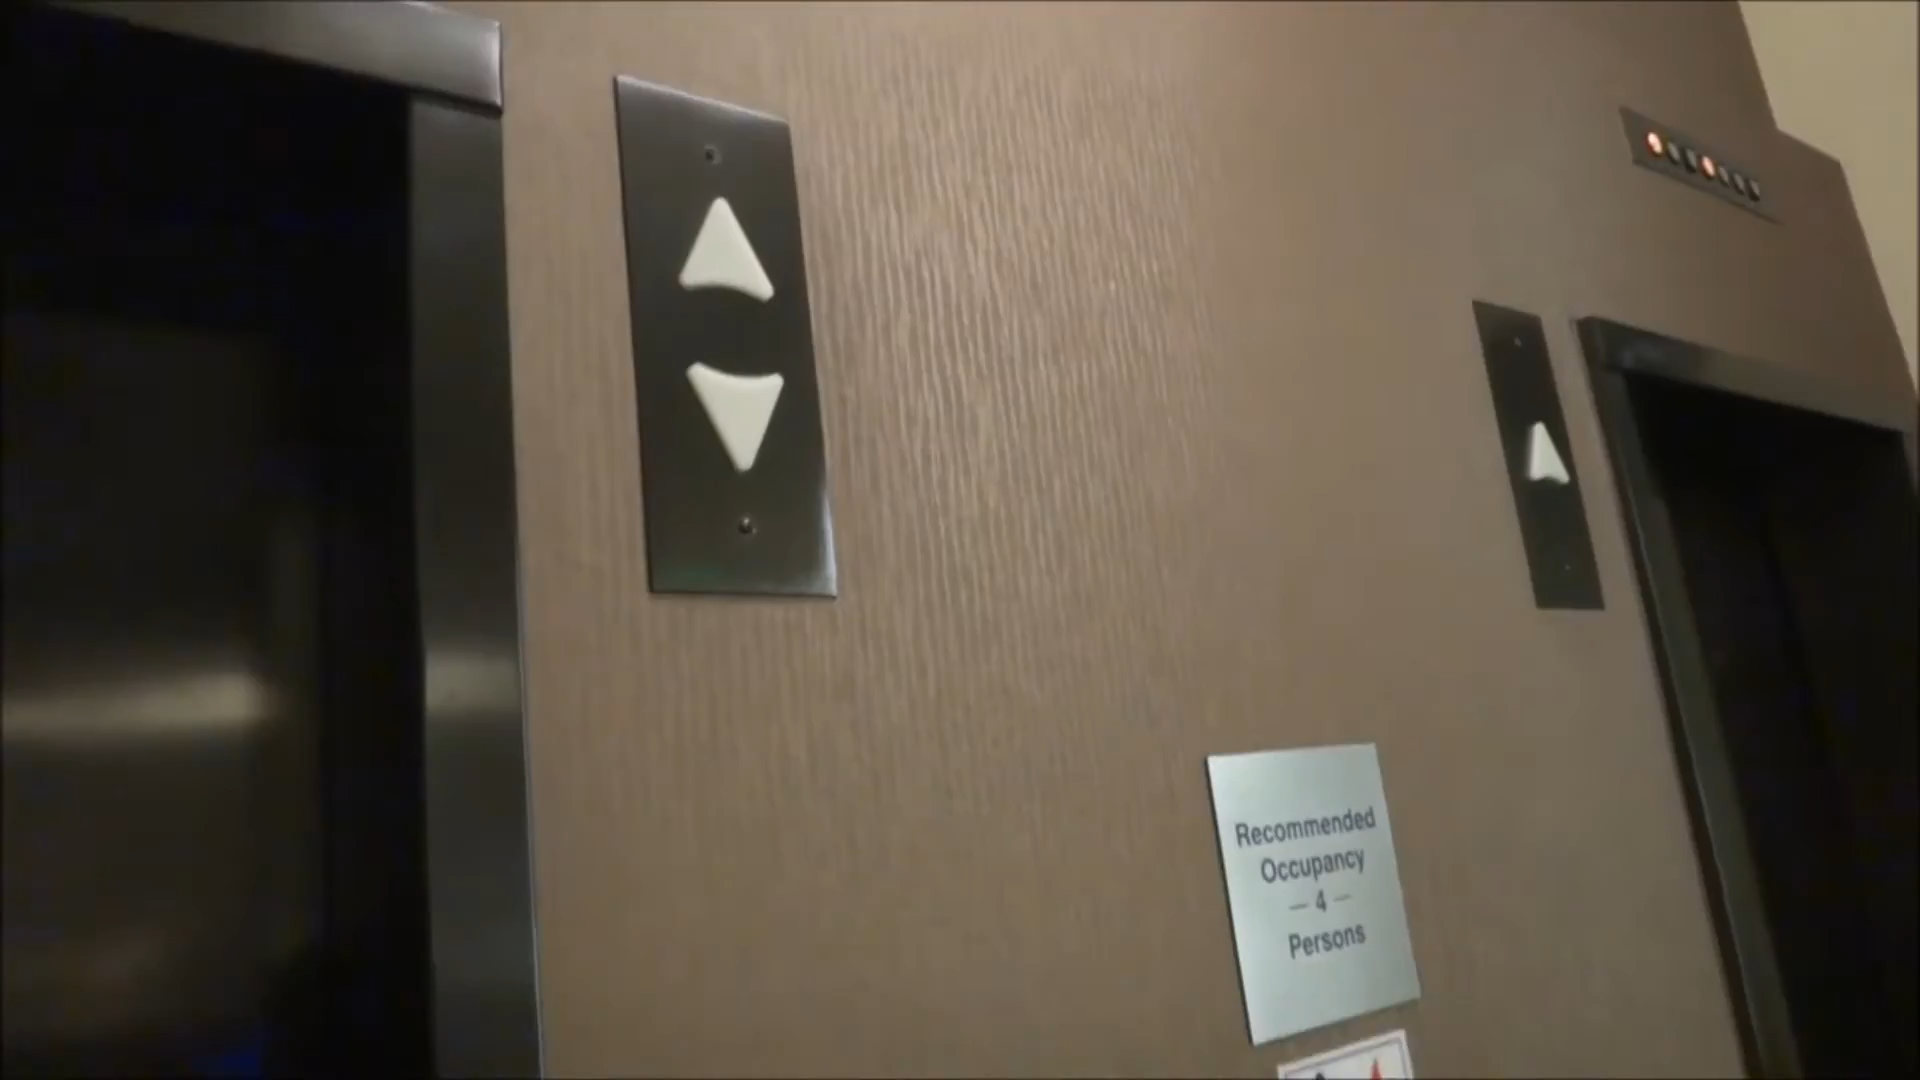 Recommended
Occupancy
— 4 —
Persons